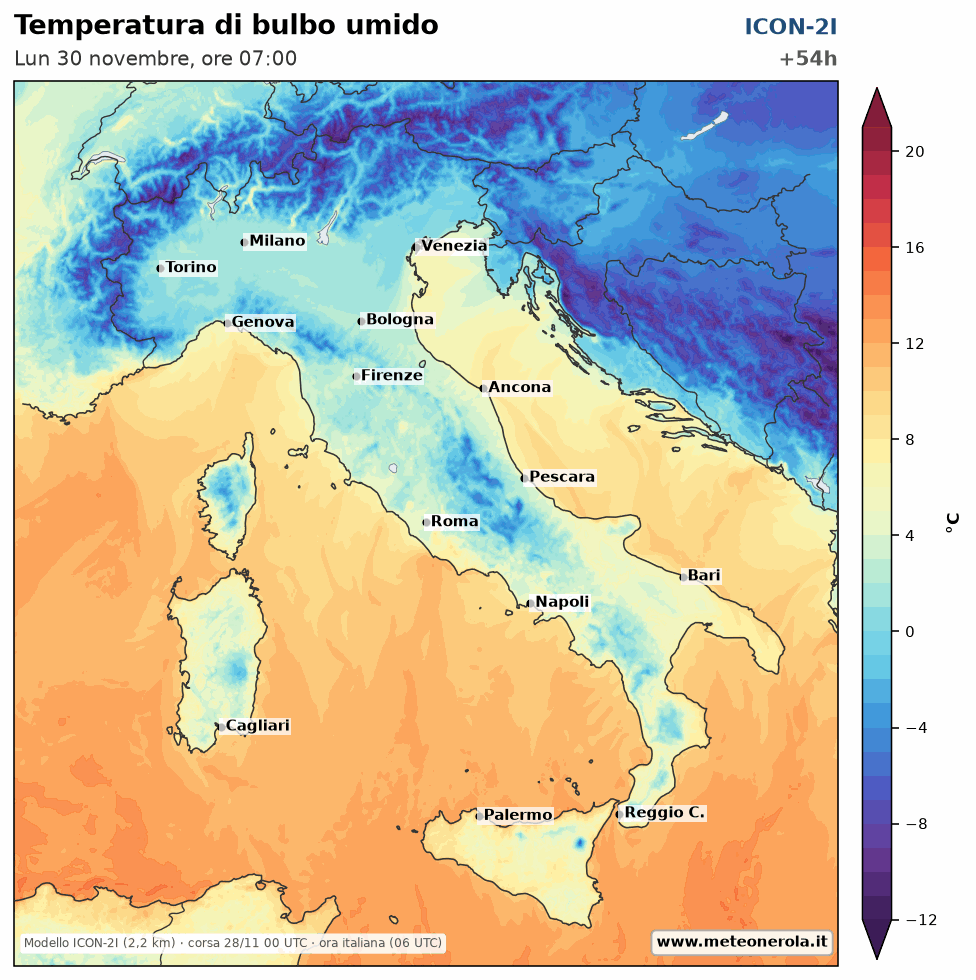 Temperatura di bulbo umido
ICON-2I
Lun 30 novembre, ore 07:00
+54h
Milano
Venezia
Torino
Genova
Bologna
Firenze
Ancona
Pescara
Roma
Bari
Napoli
Cagliari
Palermo
Reggio C.
20
16
12
8
4
0
−4
−8
−12
°C
Modello ICON-2I (2,2 km) · corsa 28/11 00 UTC · ora italiana (06 UTC)
www.meteonerola.it